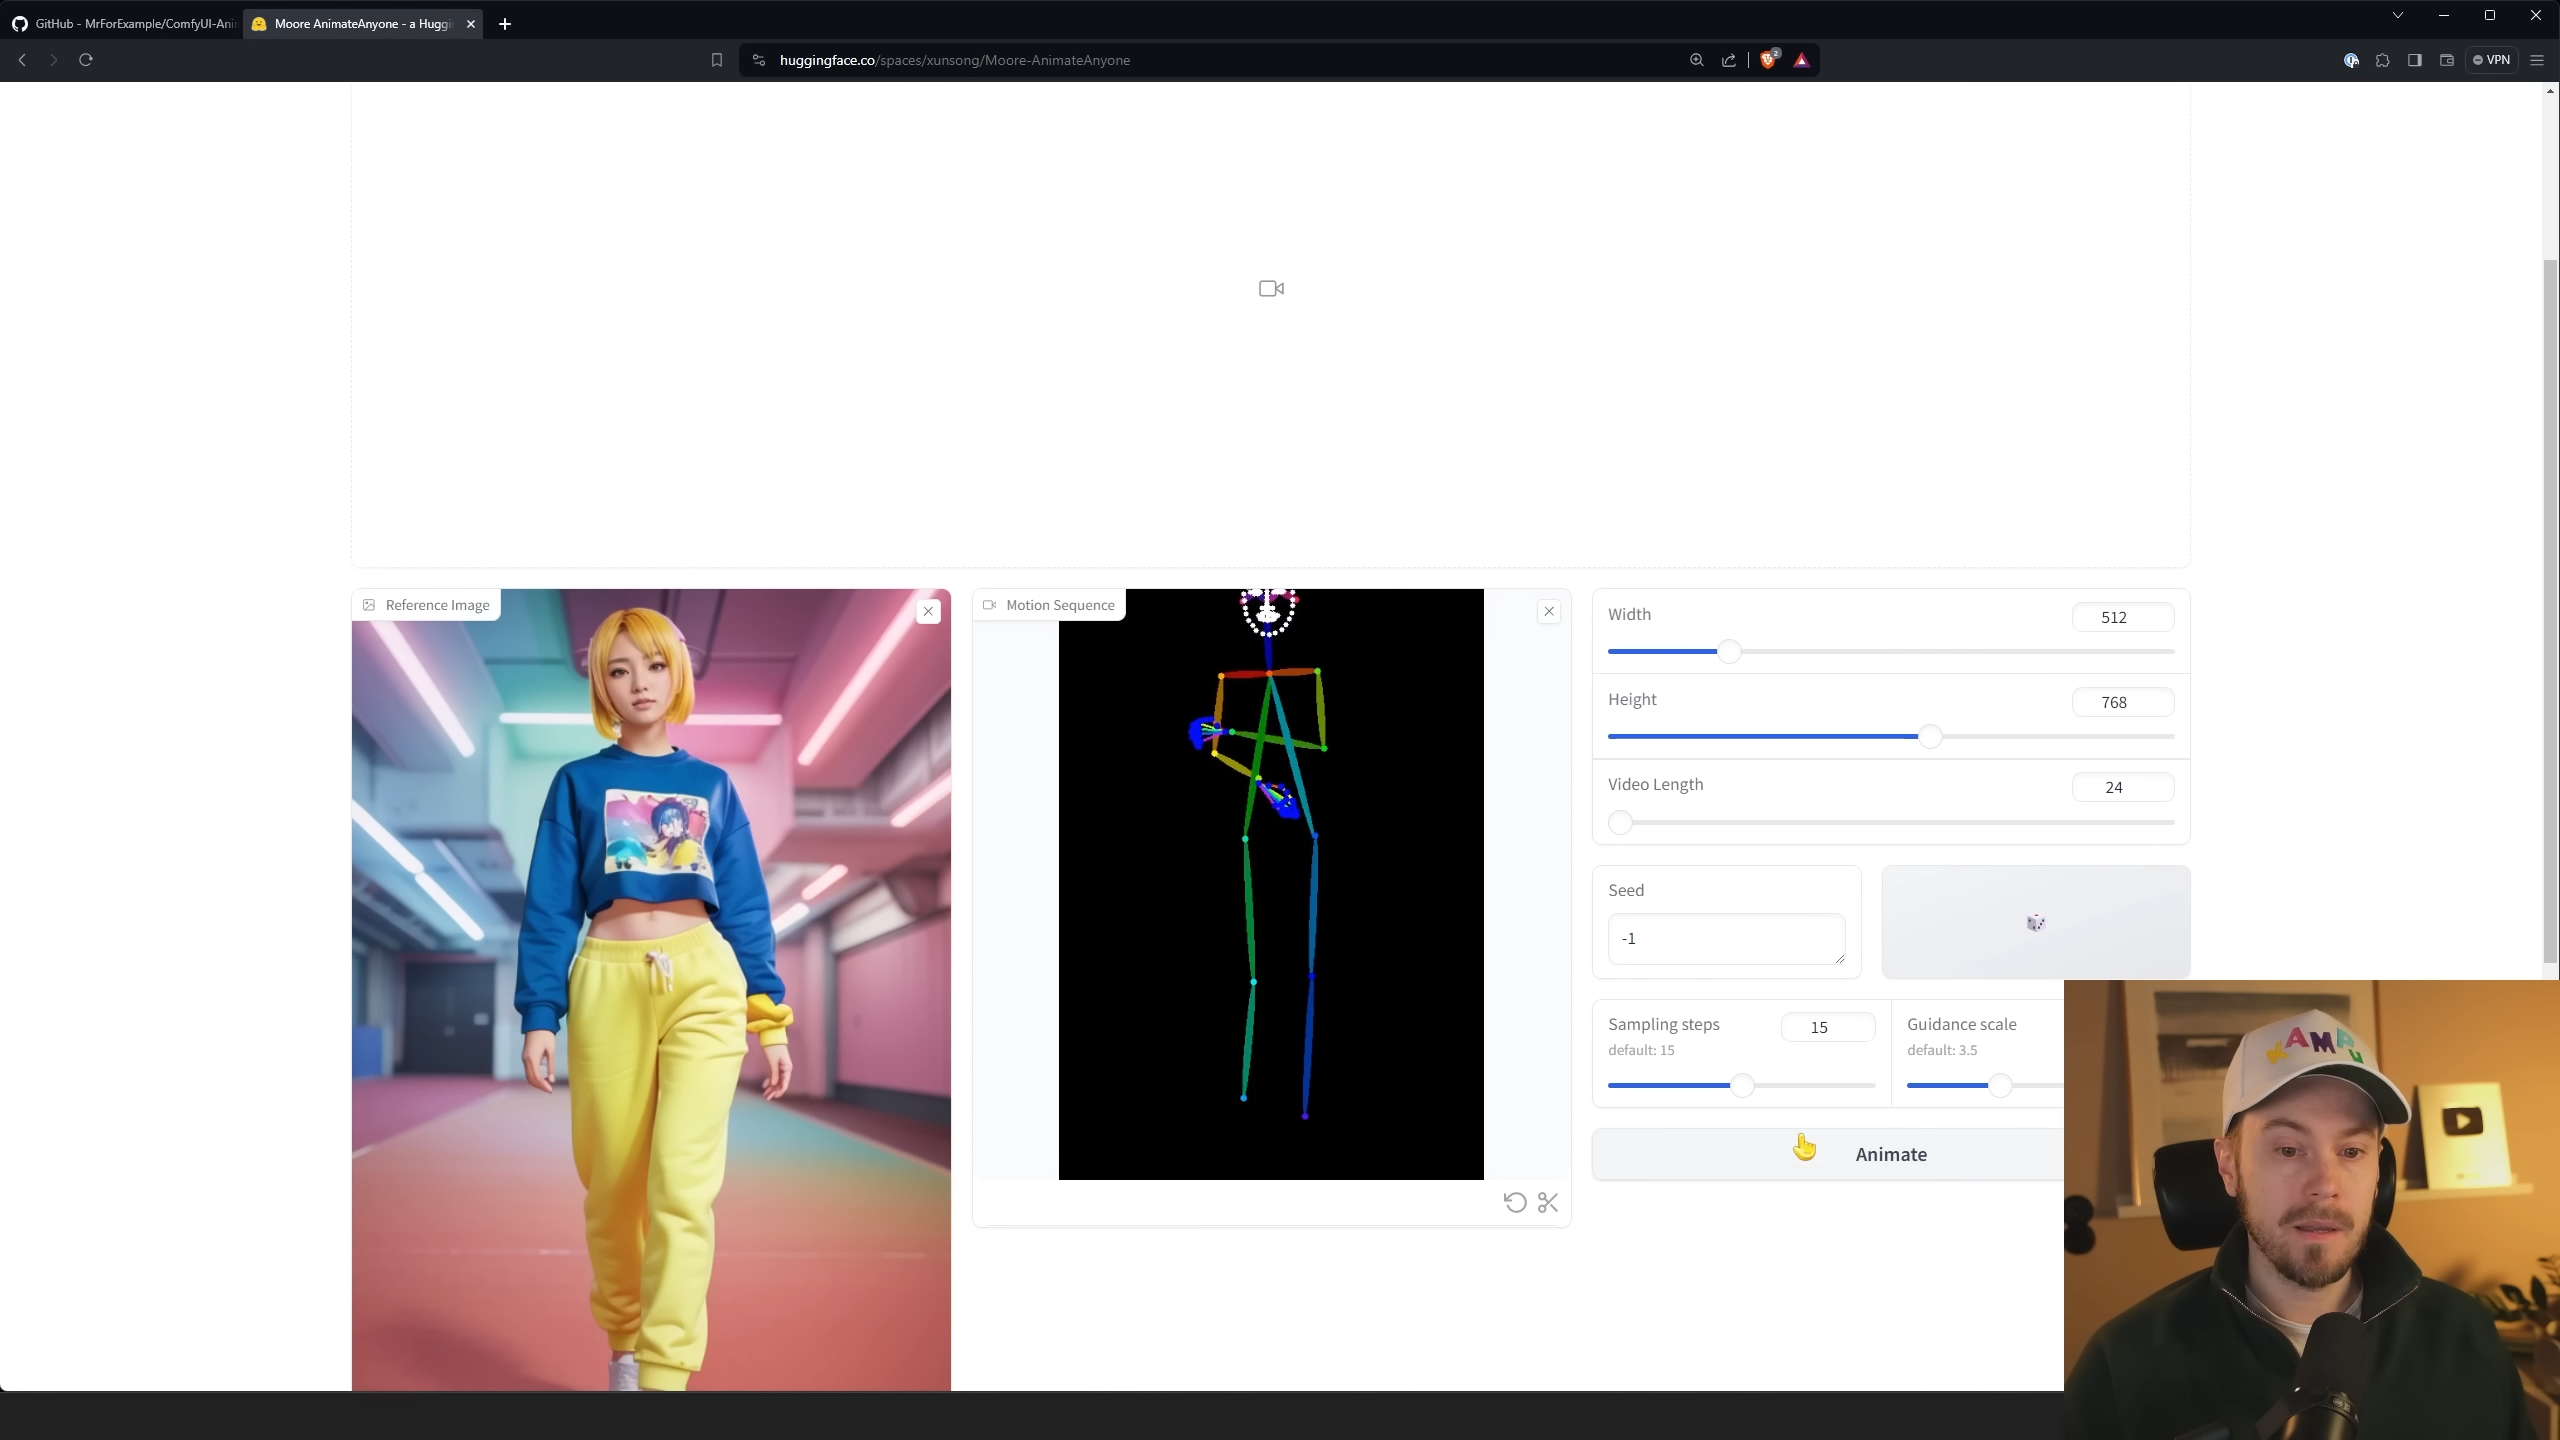 GitHub - MrForExample/ComfyUI-Ani
Moore AnimateAnyone - a Huggi
huggingface.co/spaces/xunsong/Moore-AnimateAnyone
2
VPN
Reference Image
Motion Sequence
Width
512
Height
768
Video Length
24
Seed
-1
Sampling steps
15
default: 15
Guidance scale
default: 3.5
Animate